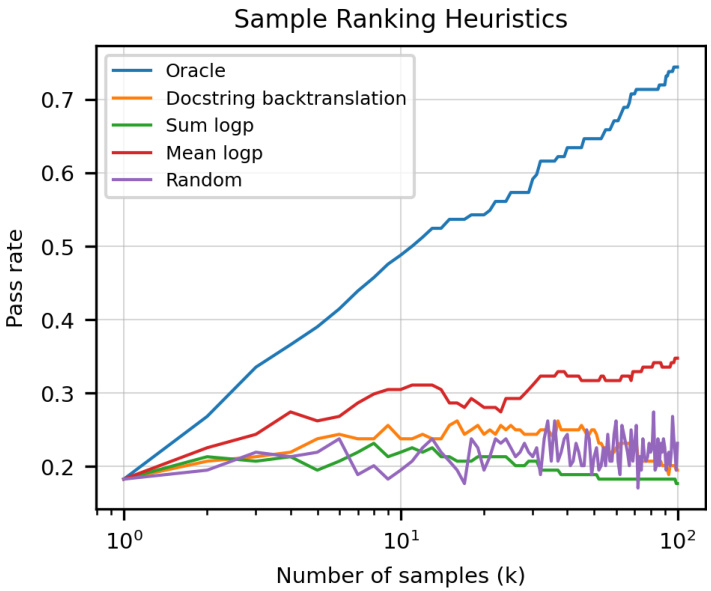 Sample Ranking Heuristics
Oracle
Docstring backtranslation
Sum logp
Mean logp
Random
Pass rate
0.7
0.6
0.5
0.4
0.3
0.2
10⁰
10¹
10²
Number of samples (k)